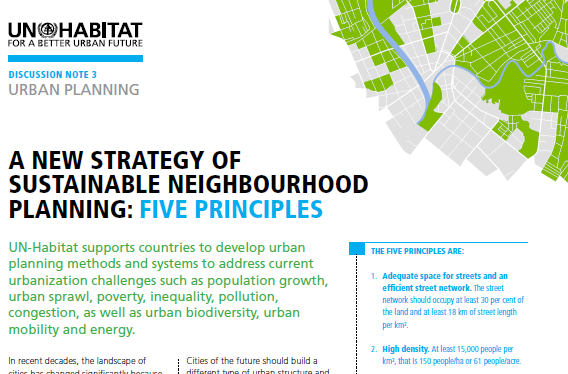 UN HABITAT
FOR A BETTER URBAN FUTURE
DISCUSSION NOTE 3
URBAN PLANNING
A NEW STRATEGY OF
SUSTAINABLE NEIGHBOURHOOD
PLANNING: FIVE PRINCIPLES
UN-Habitat supports countries to develop urban
planning methods and systems to address current
urbanization challenges such as population growth,
urban sprawl, poverty, inequality, pollution,
congestion, as well as urban biodiversity, urban
mobility and energy.
In recent decades, the landscape of
cities has changed significantly because
Cities of the future should build a
different type of urban structure and
THE FIVE PRINCIPLES ARE:
1. Adequate space for streets and an
efficient street network. The street
network should occupy at least 30 per cent of
the land and at least 18 km of street length
per km².
2. High density. At least 15,000 people per
km², that is 150 people/ha or 61 people/acre.